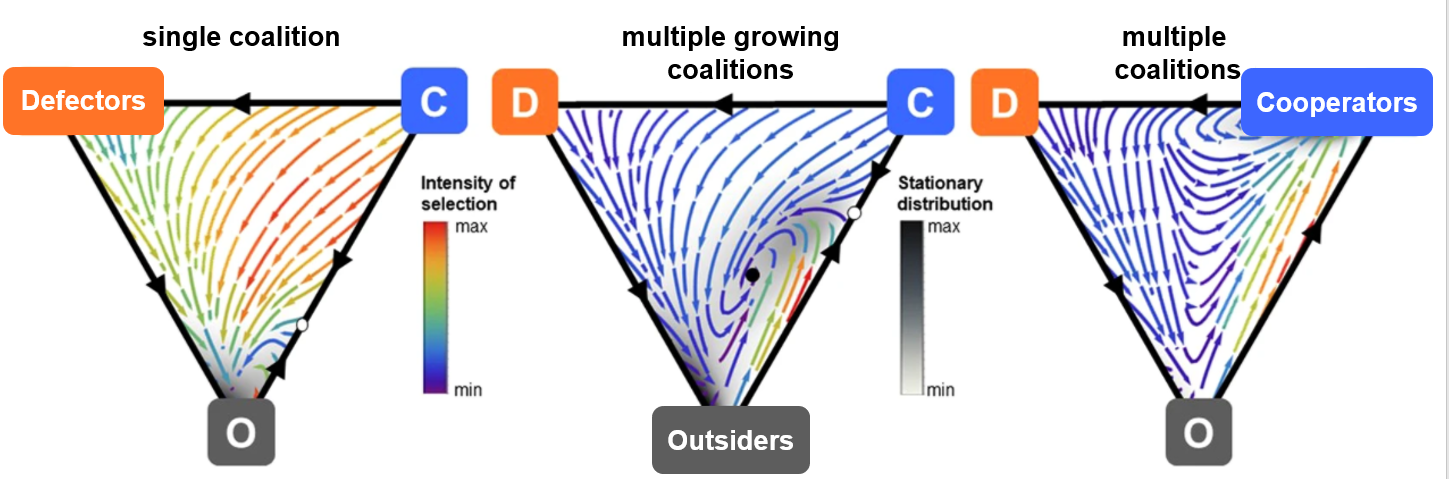 single coalition
multiple growing
coalitions
multiple
coalitions
Defectors
C
D
C
D
Cooperators
Intensity of
selection
max
min
Stationary
distribution
max
min
O
Outsiders
O